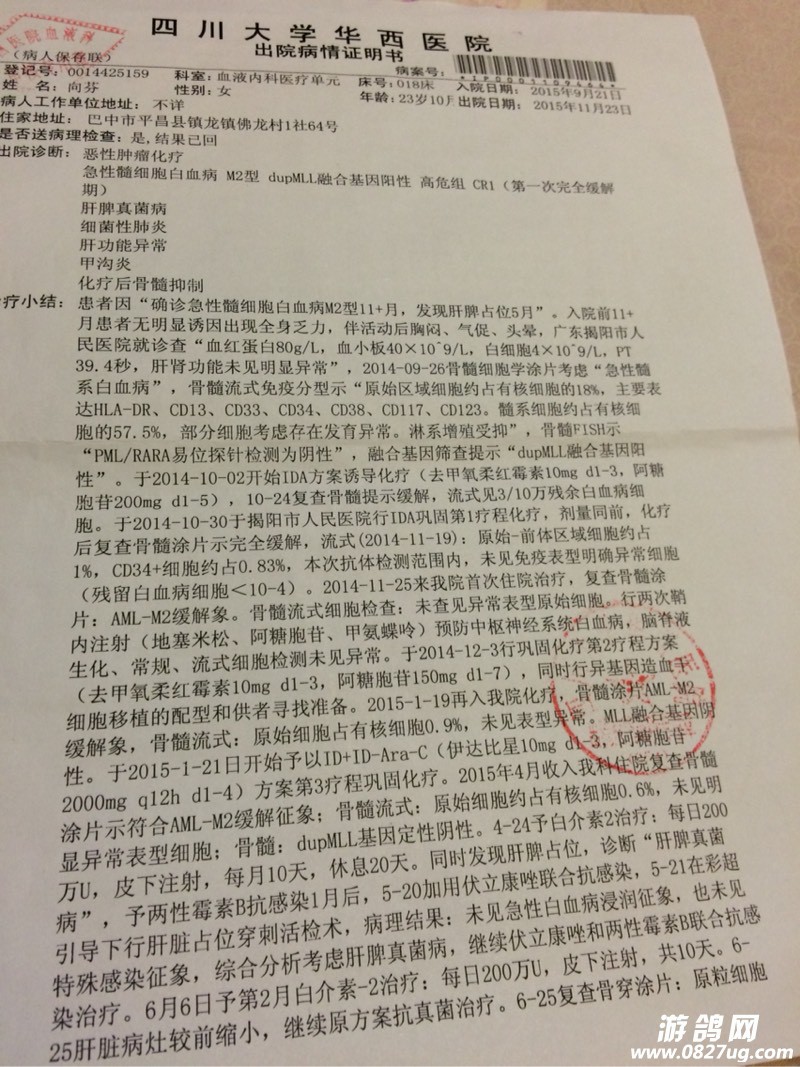 四川大学华西医院
出院病情证明书
（病人保存联）
病案号：
登记号：0014425159 科室：血液内科医疗单元 床号：018床 入院日期：2015年9月21日
姓 名：向芬 性别：女 年龄：23岁10月 出院日期：2015年11月23日
病人工作单位地址：不详
住家地址：巴中市平昌县镇龙镇佛龙村1社64号
是否送病理检查：是,结果已回
出院诊断：恶性肿瘤化疗
急性髓细胞白血病 M2型 dupMLL融合基因阳性 高危组 CR1（第一次完全缓解
期）
肝脾真菌病
细菌性肺炎
肝功能异常
甲沟炎
化疗后骨髓抑制
疗小结：患者因“确诊急性髓细胞白血病M2型11+月，发现肝脾占位5月”。入院前11+
月患者无明显诱因出现全身乏力，伴活动后胸闷、气促、头晕，广东揭阳市人
民医院就诊查“血红蛋白80g/L，血小板40×10^9/L，白细胞4×10^9/L，PT
39.4秒，肝肾功能未见明显异常”，2014-09-26骨髓细胞学涂片考虑“急性髓
系白血病”，骨髓流式免疫分型示“原始区域细胞约占有核细胞的18%，主要表
达HLA-DR、CD13、CD33、CD34、CD38、CD117、CD123。髓系细胞约占有核细
胞的57.5%，部分细胞考虑存在发育异常。淋系增殖受抑”，骨髓FISH示
“PML/RARA易位探针检测为阴性”，融合基因筛查提示“dupMLL融合基因阳
性”。于2014-10-02开始IDA方案诱导化疗（去甲氧柔红霉素10mg d1-3，阿糖
胞苷200mg d1-5），10-24复查骨髓提示缓解，流式见3/10万残余白血病细
胞。于2014-10-30于揭阳市人民医院行IDA巩固第1疗程化疗，剂量同前，化疗
后复查骨髓涂片示完全缓解，流式(2014-11-19)：原始-前体区域细胞约占
1%，CD34+细胞约占0.83%，本次抗体检测范围内，未见免疫表型明确异常细胞
（残留白血病细胞＜10-4）。2014-11-25来我院首次住院治疗，复查骨髓涂
片：AML-M2缓解象。骨髓流式细胞检查：未查见异常表型原始细胞。行两次鞘
内注射（地塞米松、阿糖胞苷、甲氨蝶呤）预防中枢神经系统白血病，脑脊液
生化、常规、流式细胞检测未见异常。于2014-12-3行巩固化疗第2疗程方案
（去甲氧柔红霉素10mg d1-3，阿糖胞苷150mg d1-7），同时行异基因造血干
细胞移植的配型和供者寻找准备。2015-1-19再入我院化疗，骨髓涂片AML-M2
缓解象，骨髓流式：原始细胞占有核细胞0.9%，未见表型异常。MLL融合基因阴
性。于2015-1-21日开始予以ID+ID-Ara-C（伊达比星10mg d1-3，阿糖胞苷
2000mg q12h d1-4）方案第3疗程巩固化疗。2015年4月收入我科住院复查骨髓
涂片示符合AML-M2缓解征象；骨髓流式：原始细胞约占有核细胞0.6%，未见明
显异常表型细胞；骨髓：dupMLL基因定性阴性。4-24予白介素2治疗：每日200
万U，皮下注射，每月10天，休息20天。同时发现肝脾占位，诊断“肝脾真菌
病”，予两性霉素B抗感染1月后，5-20加用伏立康唑联合抗感染，5-21在彩超
引导下行肝脏占位穿刺活检术，病理结果：未见急性白血病浸润征象，也未见
特殊感染征象，综合分析考虑肝脾真菌病，继续伏立康唑和两性霉素B联合抗感
染治疗。6月6日予第2月白介素-2治疗：每日200万U，皮下注射，共10天。6-
25肝脏病灶较前缩小，继续原方案抗真菌治疗。6-25复查骨穿涂片：原粒细胞
游鸽网
www.0827ug.com